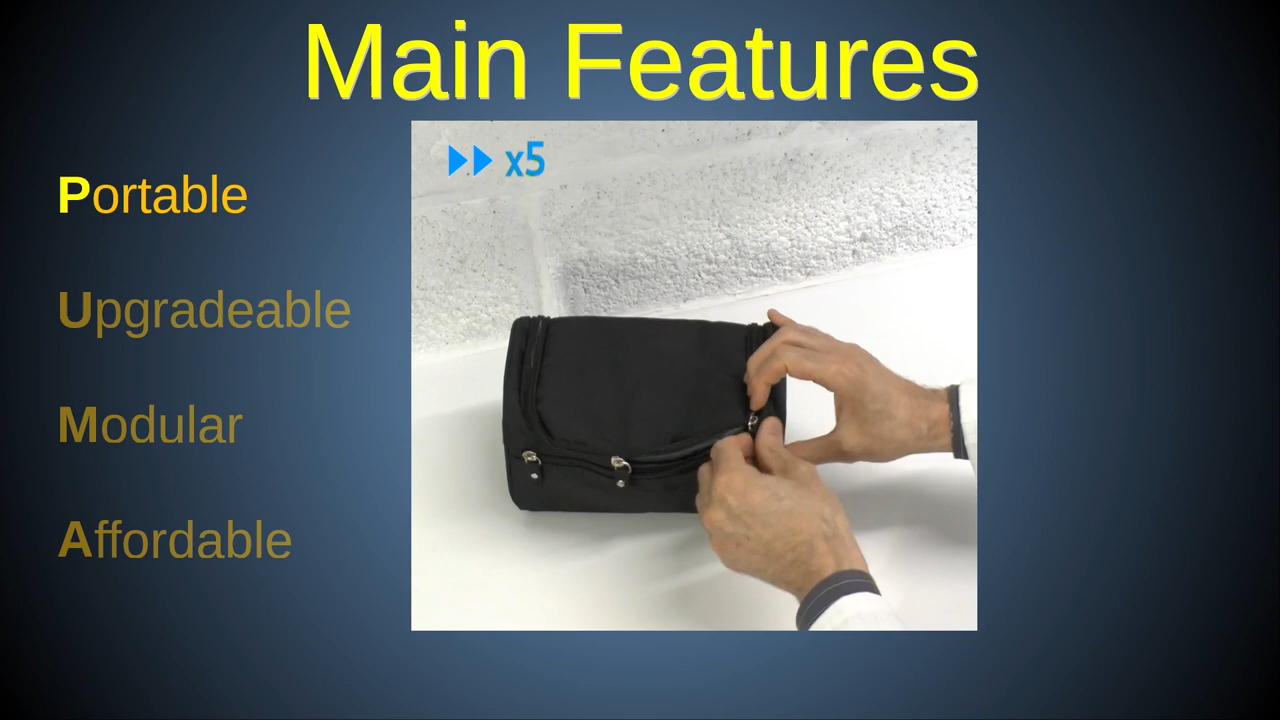 Main Features
x5
Portable
Upgradeable
Modular
Affordable